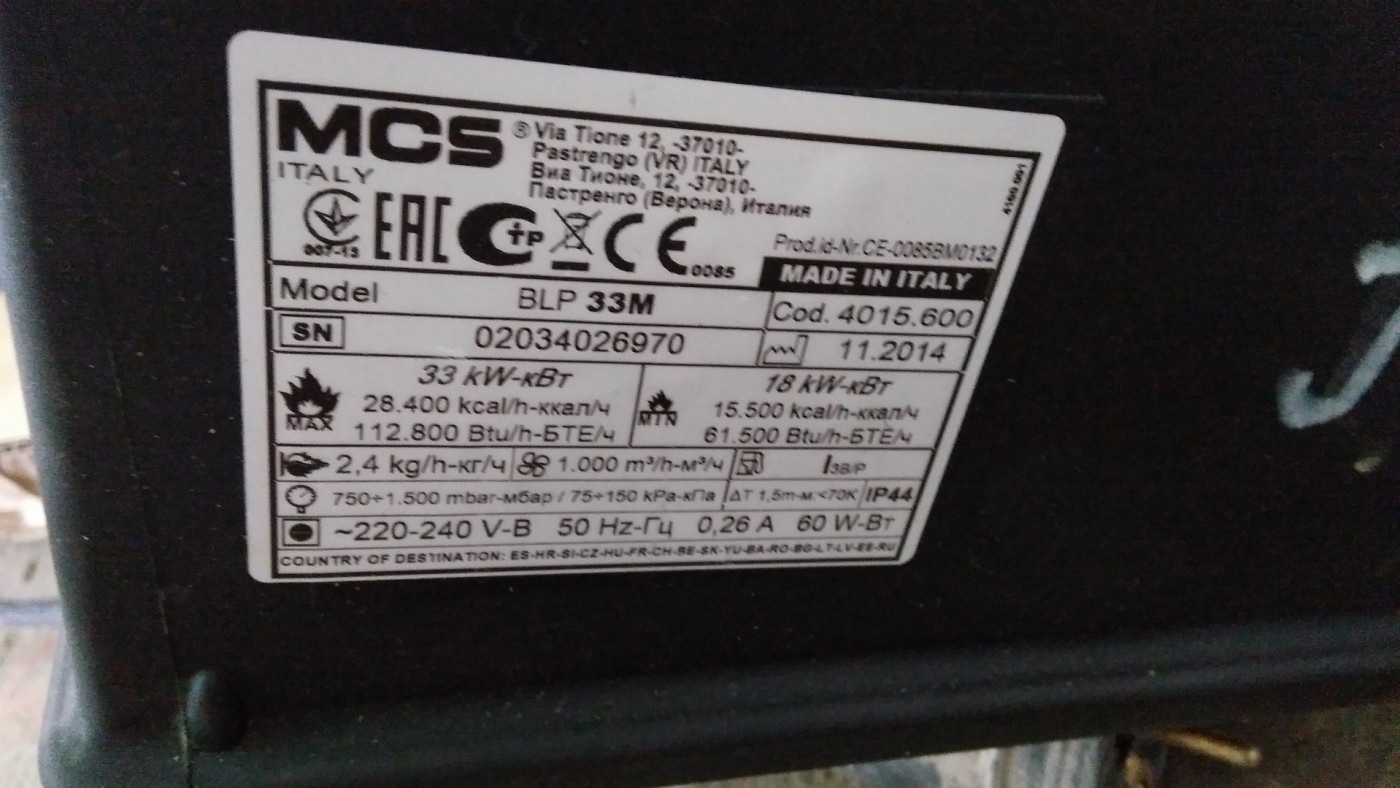 MCS
ITALY
® Via Tione 12, -37010-
Pastrengo (VR) ITALY
Виа Тионе, 12, -37010-
Пастренго (Верона), Италия
4160.991
007-13
EAC
CтP
CE 0085
Prod.id-Nr.CE-0085BM0132
MADE IN ITALY
Model BLP 33M Cod. 4015.600
SN 02034026970 11.2014
MAX 33 kW-кВт
28.400 kcal/h-ккал/ч
112.800 Btu/h-БТЕ/ч
MIN 18 kW-кВт
15.500 kcal/h-ккал/ч
61.500 Btu/h-БТЕ/ч
2,4 kg/h-кг/ч 1.000 m³/h-м³/ч I3B/P
750÷1.500 mbar-мбар / 75÷150 kPa-кПа ΔT 1,5m-м:<70K IP44
~220-240 V-В 50 Hz-Гц 0,26 A 60 W-Вт
COUNTRY OF DESTINATION: ES-HR-SI-CZ-HU-FR-CH-BE-SK-YU-BA-RO-BG-LT-LV-EE-RU